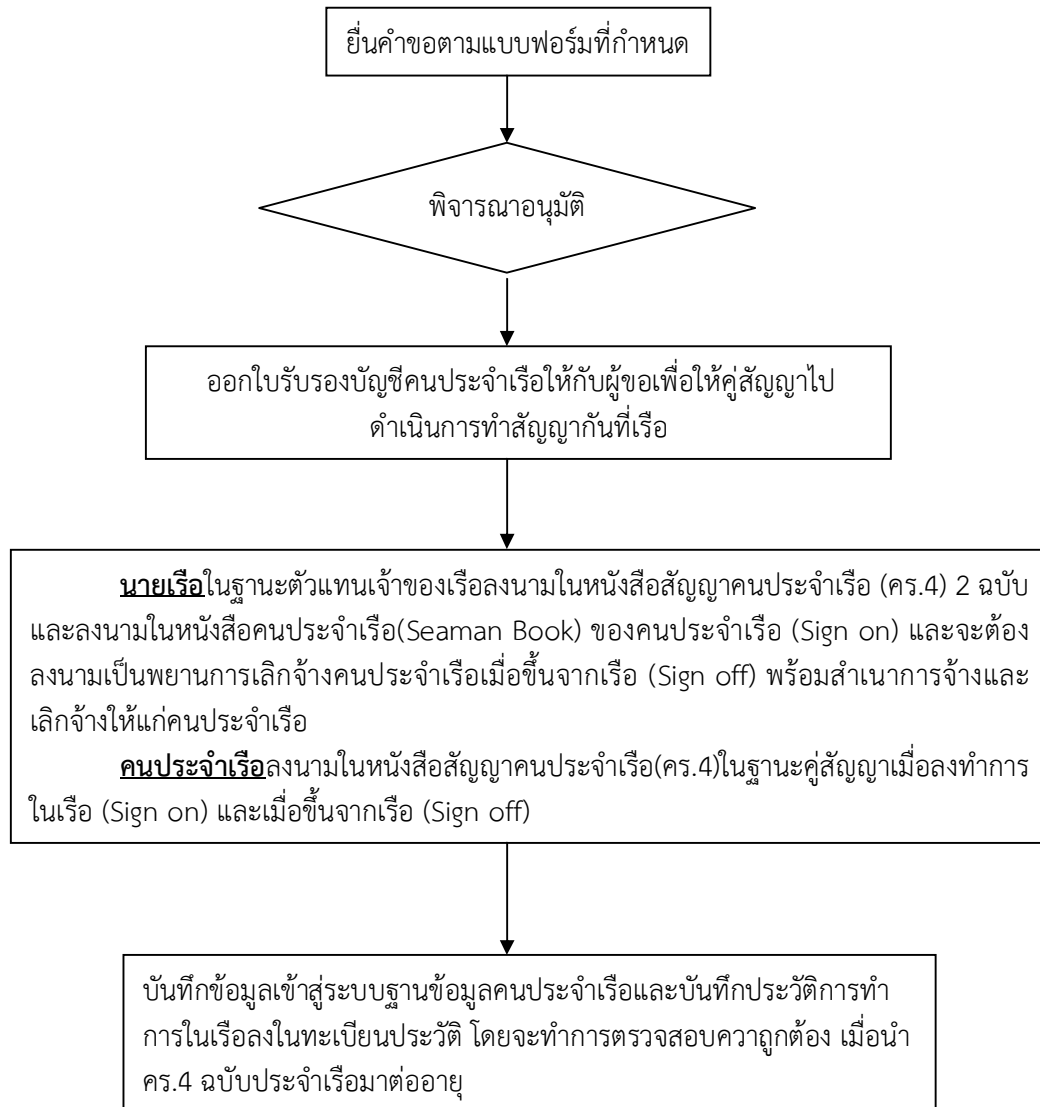 ยื่นคำขอตามแบบฟอร์มที่กำหนด
พิจารณาอนุมัติ
ออกใบรับรองบัญชีคนประจำเรือให้กับผู้ขอเพื่อให้คู่สัญญาไป
ดำเนินการทำสัญญากันที่เรือ
นายเรือในฐานะตัวแทนเจ้าของเรือลงนามในหนังสือสัญญาคนประจำเรือ (คร.4) 2 ฉบับ
และลงนามในหนังสือคนประจำเรือ(Seaman Book) ของคนประจำเรือ (Sign on) และจะต้อง
ลงนามเป็นพยานการเลิกจ้างคนประจำเรือเมื่อขึ้นจากเรือ (Sign off) พร้อมสำเนาการจ้างและ
เลิกจ้างให้แก่คนประจำเรือ
คนประจำเรือลงนามในหนังสือสัญญาคนประจำเรือ(คร.4)ในฐานะคู่สัญญาเมื่อลงทำการ
ในเรือ (Sign on) และเมื่อขึ้นจากเรือ (Sign off)
บันทึกข้อมูลเข้าสู่ระบบฐานข้อมูลคนประจำเรือและบันทึกประวัติการทำ
การในเรือลงในทะเบียนประวัติ โดยจะทำการตรวจสอบควาถูกต้อง เมื่อนำ
คร.4 ฉบับประจำเรือมาต่ออายุ